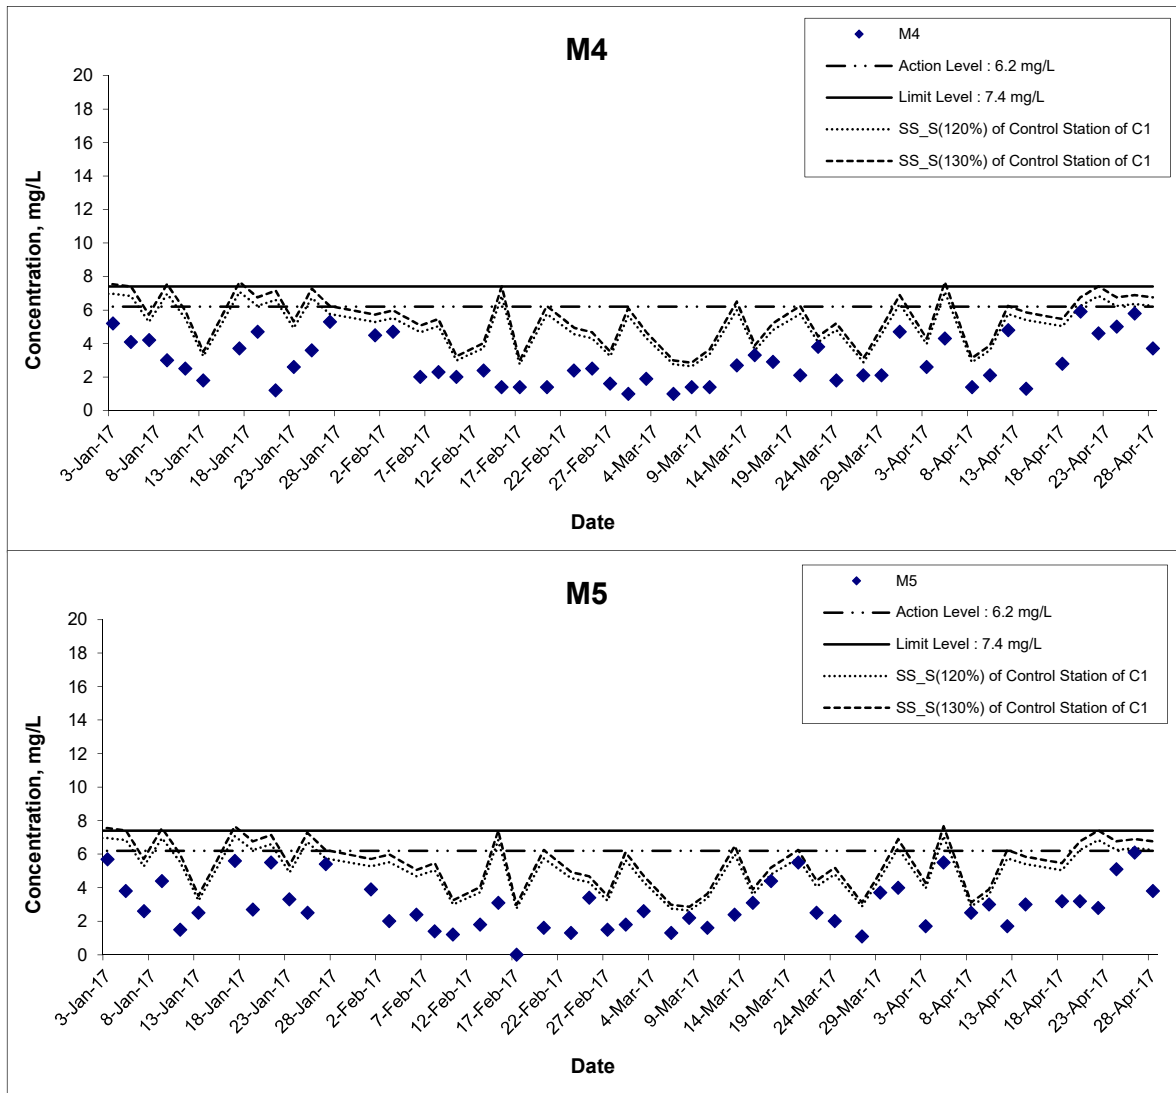 M4
M4
Action Level : 6.2 mg/L
Limit Level : 7.4 mg/L
SS_S(120%) of Control Station of C1
SS_S(130%) of Control Station of C1
Concentration, mg/L
20
18
16
14
12
10
8
6
4
2
0
3-Jan-17
8-Jan-17
13-Jan-17
18-Jan-17
23-Jan-17
28-Jan-17
2-Feb-17
7-Feb-17
12-Feb-17
17-Feb-17
22-Feb-17
27-Feb-17
4-Mar-17
9-Mar-17
14-Mar-17
19-Mar-17
24-Mar-17
29-Mar-17
3-Apr-17
8-Apr-17
13-Apr-17
18-Apr-17
23-Apr-17
28-Apr-17
Date
M5
M5
Action Level : 6.2 mg/L
Limit Level : 7.4 mg/L
SS_S(120%) of Control Station of C1
SS_S(130%) of Control Station of C1
Concentration, mg/L
20
18
16
14
12
10
8
6
4
2
0
3-Jan-17
8-Jan-17
13-Jan-17
18-Jan-17
23-Jan-17
28-Jan-17
2-Feb-17
7-Feb-17
12-Feb-17
17-Feb-17
22-Feb-17
27-Feb-17
4-Mar-17
9-Mar-17
14-Mar-17
19-Mar-17
24-Mar-17
29-Mar-17
3-Apr-17
8-Apr-17
13-Apr-17
18-Apr-17
23-Apr-17
28-Apr-17
Date